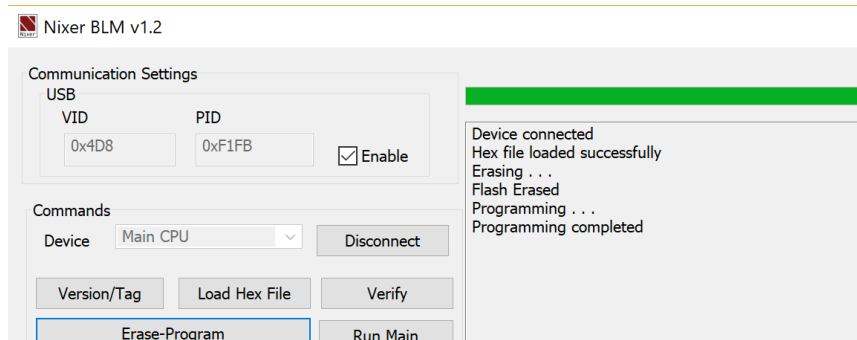 Nixer
Nixer BLM v1.2
Communication Settings
USB
VID
PID
0x4D8
0xF1FB
Enable
Commands
Device
Main CPU
Disconnect
Version/Tag
Load Hex File
Verify
Erase-Program
Run Main
Device connected
Hex file loaded successfully
Erasing . . .
Flash Erased
Programming . . .
Programming completed